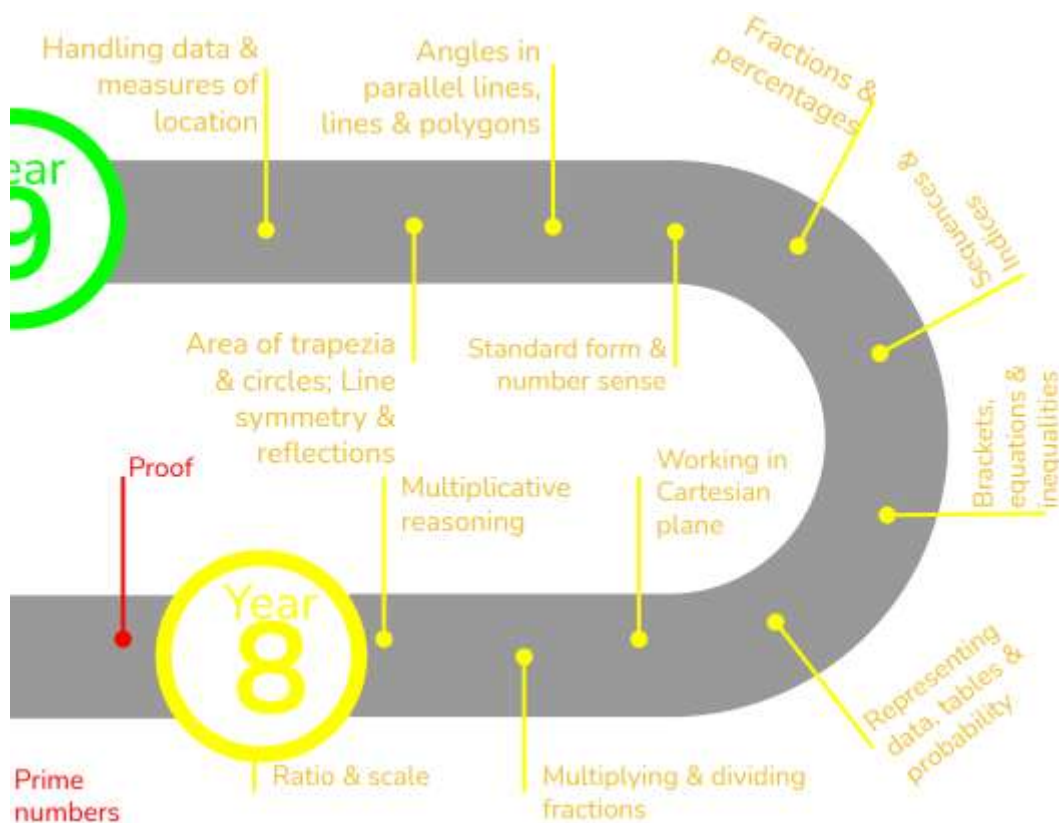 Handling data &
measures of
location
Angles in
parallel lines,
lines & polygons
Fractions &
percentages
Sequences &
Indices
ear
9
Area of trapezia
& circles; Line
symmetry &
reflections
Standard form &
number sense
Brackets,
equations &
inequalities
Proof
Multiplicative
reasoning
Working in
Cartesian
plane
Year
8
Representing
data, tables &
probability
Prime
numbers
Ratio & scale
Multiplying & dividing
fractions